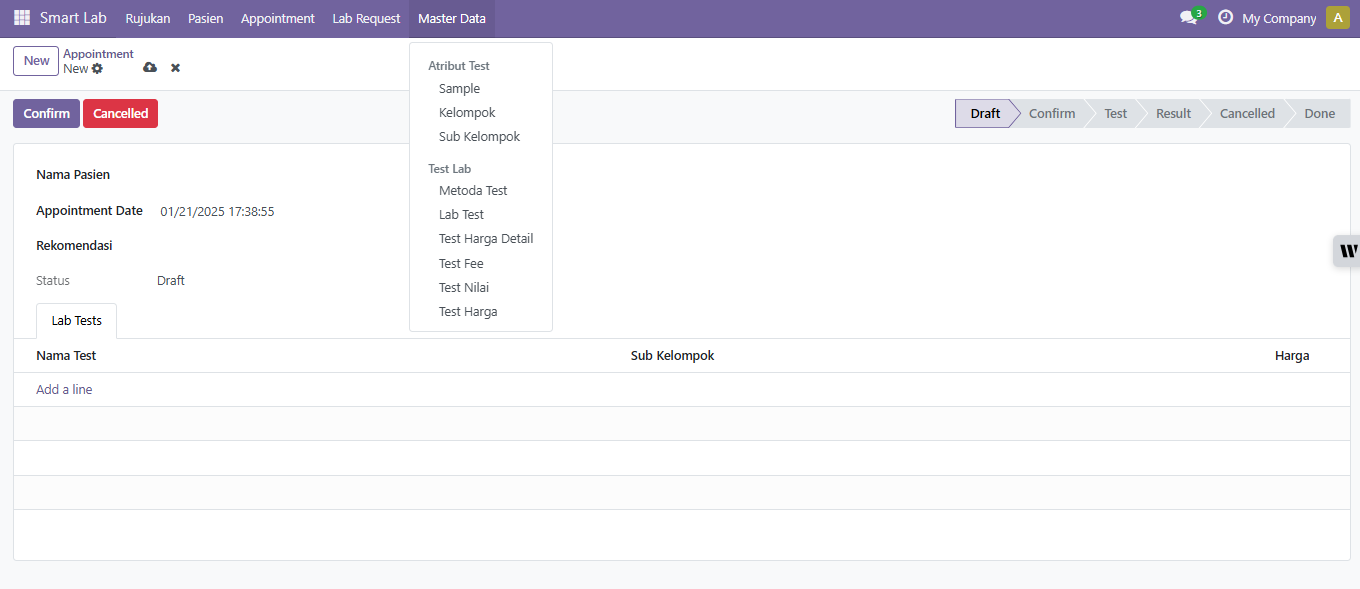 Smart Lab Rujukan Pasien Appointment Lab Request Master Data 3 My Company A
New Appointment
New
Confirm Cancelled
Draft Confirm Test Result Cancelled Done
Atribut Test
Sample
Kelompok
Sub Kelompok
Test Lab
Metoda Test
Lab Test
Test Harga Detail
Test Fee
Test Nilai
Test Harga
Nama Pasien
Appointment Date 01/21/2025 17:38:55
Rekomendasi
Status Draft
W
Lab Tests
Nama Test Sub Kelompok Harga
Add a line